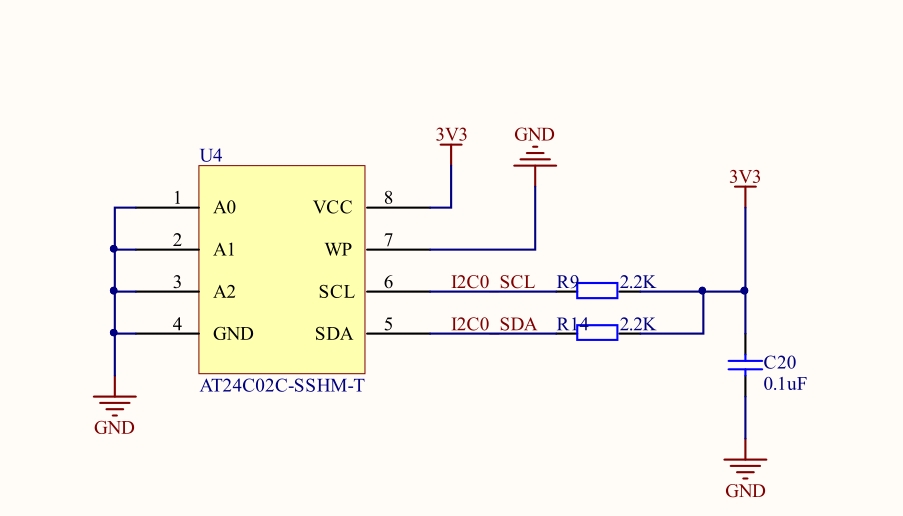 3V3
GND
U4
3V3
1 A0 VCC 8
2 A1 WP 7
3 A2 SCL 6 I2C0_SCL R9 2.2K
4 GND SDA 5 I2C0_SDA R14 2.2K
C20
AT24C02C-SSHM-T 0.1uF
GND
GND